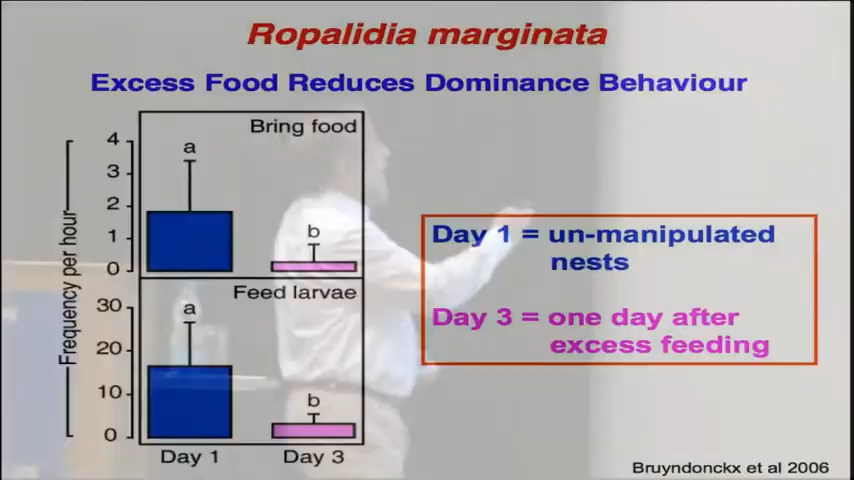 Ropalidia marginata
Excess Food Reduces Dominance Behaviour
Bring food
4
3
2
1
0
a
b
Frequency per hour
Feed larvae
30
20
10
0
a
b
Day 1
Day 3
Day 1 = un-manipulated
nests
Day 3 = one day after
excess feeding
Bruyndonckx et al 2006